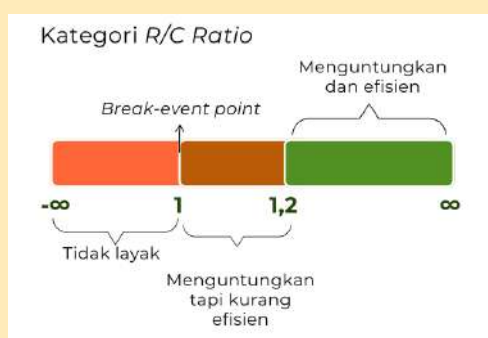 Kategori R/C Ratio
Menguntungkan
dan efisien
Break-event point
-∞ 1 1,2 ∞
Tidak layak
Menguntungkan
tapi kurang
efisien